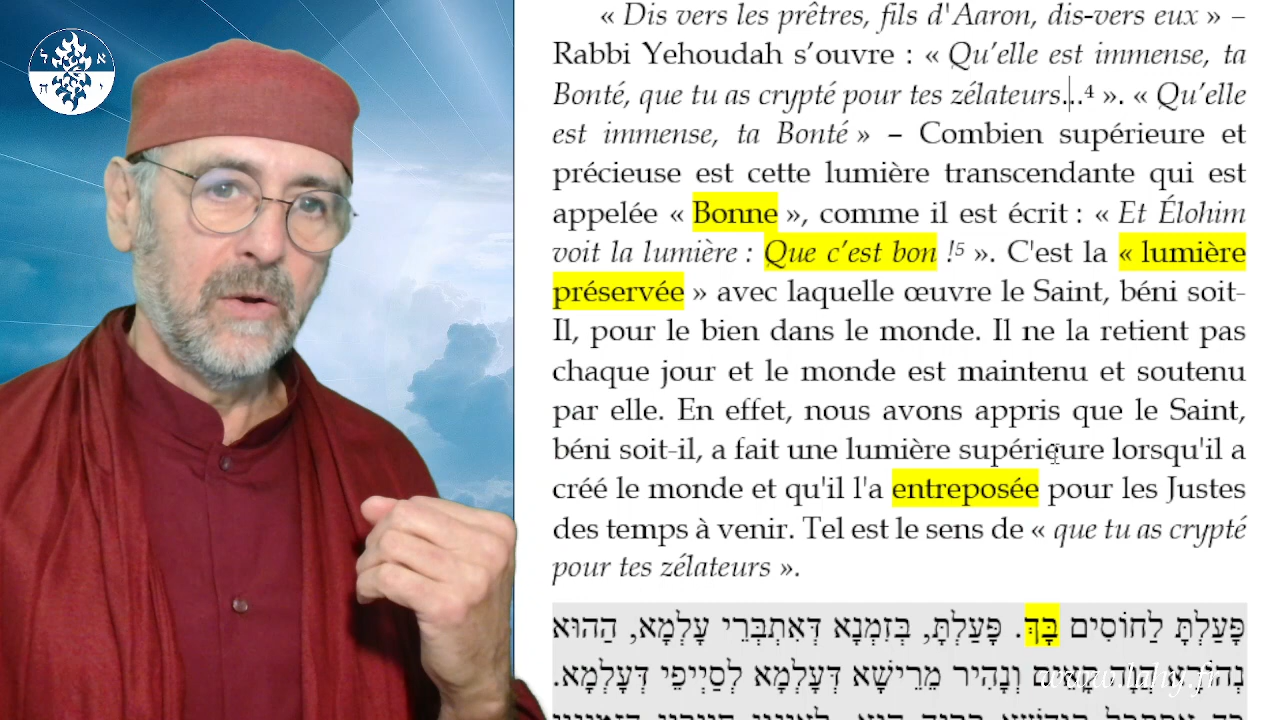 א
ל
ה
י
« Dis vers les prêtres, fils d'Aaron, dis-vers eux » –
Rabbi Yehoudah s’ouvre : « Qu’elle est immense, ta
Bonté, que tu as crypté pour tes zélateurs...4 ». « Qu’elle
est immense, ta Bonté » – Combien supérieure et
précieuse est cette lumière transcendante qui est
appelée « Bonne », comme il est écrit : « Et Élohim
voit la lumière : Que c’est bon !5 ». C'est la « lumière
préservée » avec laquelle œuvre le Saint, béni soit-
Il, pour le bien dans le monde. Il ne la retient pas
chaque jour et le monde est maintenu et soutenu
par elle. En effet, nous avons appris que le Saint,
béni soit-il, a fait une lumière supérieure lorsqu'il a
créé le monde et qu'il l'a entreposée pour les Justes
des temps à venir. Tel est le sens de « que tu as crypté
pour tes zélateurs ».
פָּעַלְתָּ לַחוֹסִים בָּךְ. פָּעַלְתָּ, בְּזִמְנָא דְּאִתְבְּרֵי עָלְמָא, הַהוּא
נְהוֹרָא הֲוָה קָאִים וְנָהִיר מֵרֵישָׁא דְּעָלְמָא לְסַיְיפֵי דְּעָלְמָא.